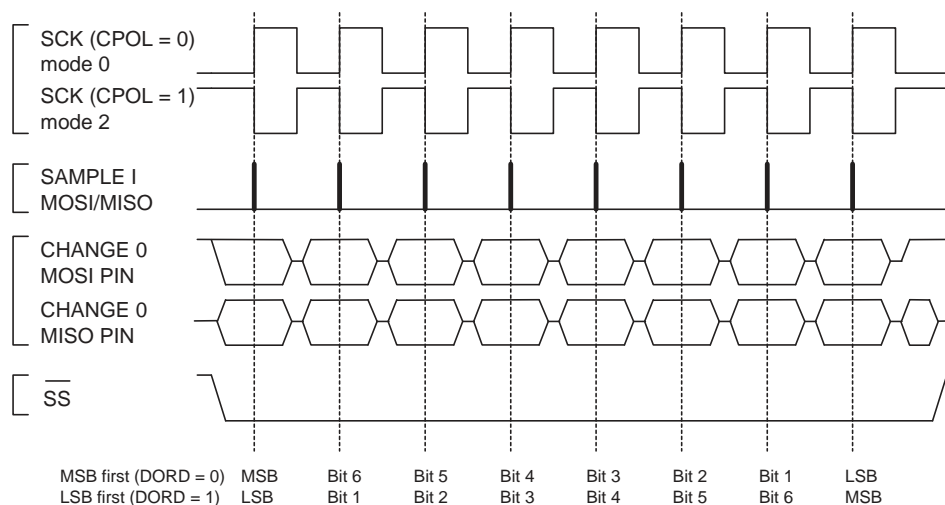 SCK (CPOL = 0)
mode 0
SCK (CPOL = 1)
mode 2
SAMPLE I
MOSI/MISO
CHANGE 0
MOSI PIN
CHANGE 0
MISO PIN
SS
MSB first (DORD = 0) MSB Bit 6 Bit 5 Bit 4 Bit 3 Bit 2 Bit 1 LSB
LSB first (DORD = 1) LSB Bit 1 Bit 2 Bit 3 Bit 4 Bit 5 Bit 6 MSB